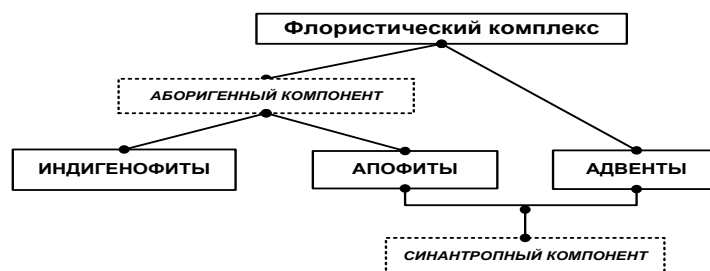 Флористический комплекс
АБОРИГЕННЫЙ КОМПОНЕНТ
ИНДИГЕНОФИТЫ
АПОФИТЫ
АДВЕНТЫ
СИНАНТРОПНЫЙ КОМПОНЕНТ